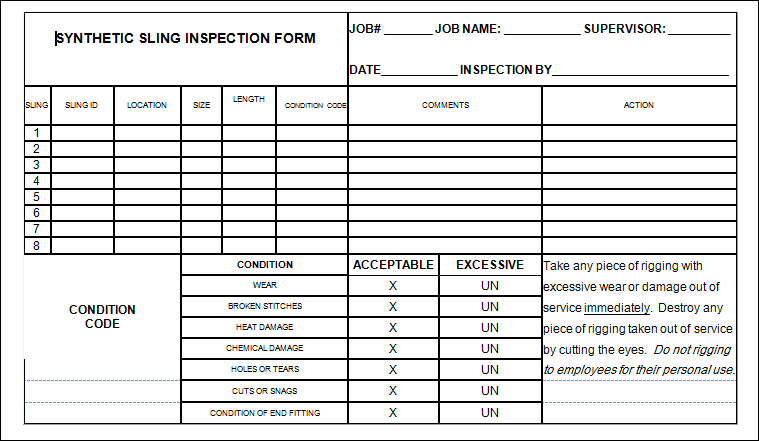 SYNTHETIC SLING INSPECTION FORM
JOB# _______ JOB NAME: ___________ SUPERVISOR: _________
DATE___________ INSPECTION BY_________________________
SLING SLING ID LOCATION SIZE LENGTH CONDITION CODE COMMENTS ACTION
1
2
3
4
5
6
7
8
CONDITION CODE
CONDITION ACCEPTABLE EXCESSIVE
WEAR X UN
BROKEN STITCHES X UN
HEAT DAMAGE X UN
CHEMICAL DAMAGE X UN
HOLES OR TEARS X UN
CUTS OR SNAGS X UN
CONDITION OF END FITTING X UN
Take any piece of rigging with
excessive wear or damage out of
service immediately. Destroy any
piece of rigging taken out of service
by cutting the eyes. Do not rigging
to employees for their personal use.